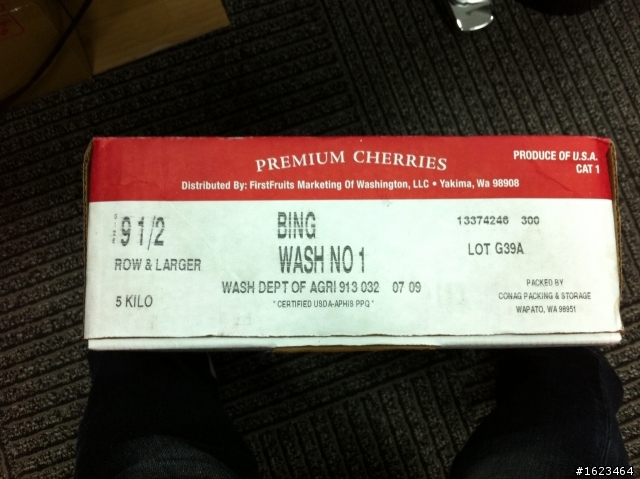 PREMIUM CHERRIES
PRODUCE OF U.S.A.
CAT 1
Distributed By: FirstFruits Marketing Of Washington, LLC • Yakima, Wa 98908
9 1/2
ROW & LARGER
5 KILO
BING
WASH NO 1
WASH DEPT OF AGRI 913 032 07 09
*CERTIFIED USDA-APHIS PPQ*
13374246 300
LOT G39A
PACKED BY
CONAG PACKING & STORAGE
WAPATO, WA 98951
#1623464